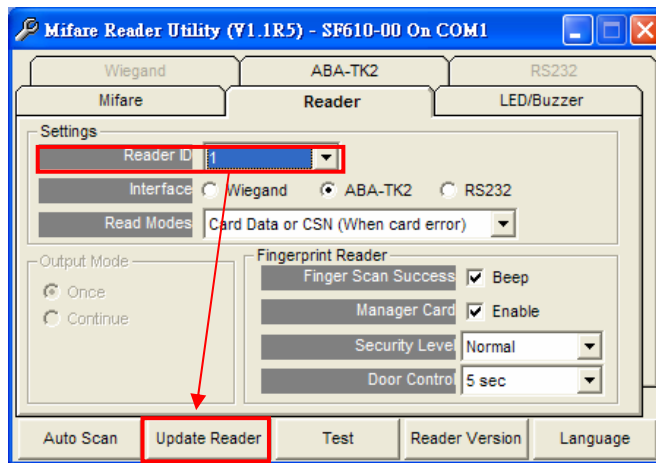 Mifare Reader Utility (V1.1R5) - SF610-00 On COM1
Wiegand ABA-TK2 RS232
Mifare Reader LED/Buzzer
Settings
Reader ID 1
Interface Wiegand ABA-TK2 RS232
Read Modes Card Data or CSN (When card error)
Output Mode
Once
Continue
Fingerprint Reader
Finger Scan Success Beep
Manager Card Enable
Security Level Normal
Door Control 5 sec
Auto Scan Update Reader Test Reader Version Language